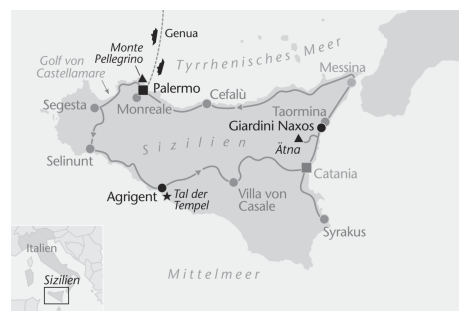 Genua
Monte
Pellegrino
Golf von
Castellamare
Tyrrhenisches Meer
Messina
Palermo
Cefalù
Segesta
Monreale
Taormina
Giardini Naxos
Sizilien
Ätna
Selinunt
Catania
Agrigent
Tal der
Tempel
Villa von
Casale
Syrakus
Italien
Mittelmeer
Sizilien